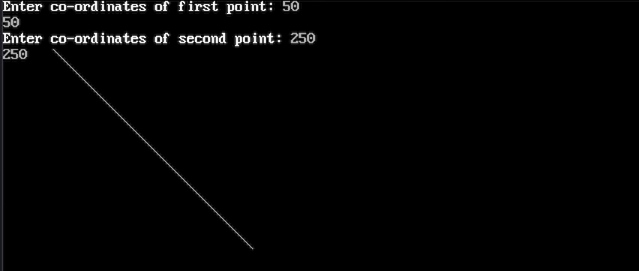 Enter co-ordinates of first point: 50
50
Enter co-ordinates of second point: 250
250